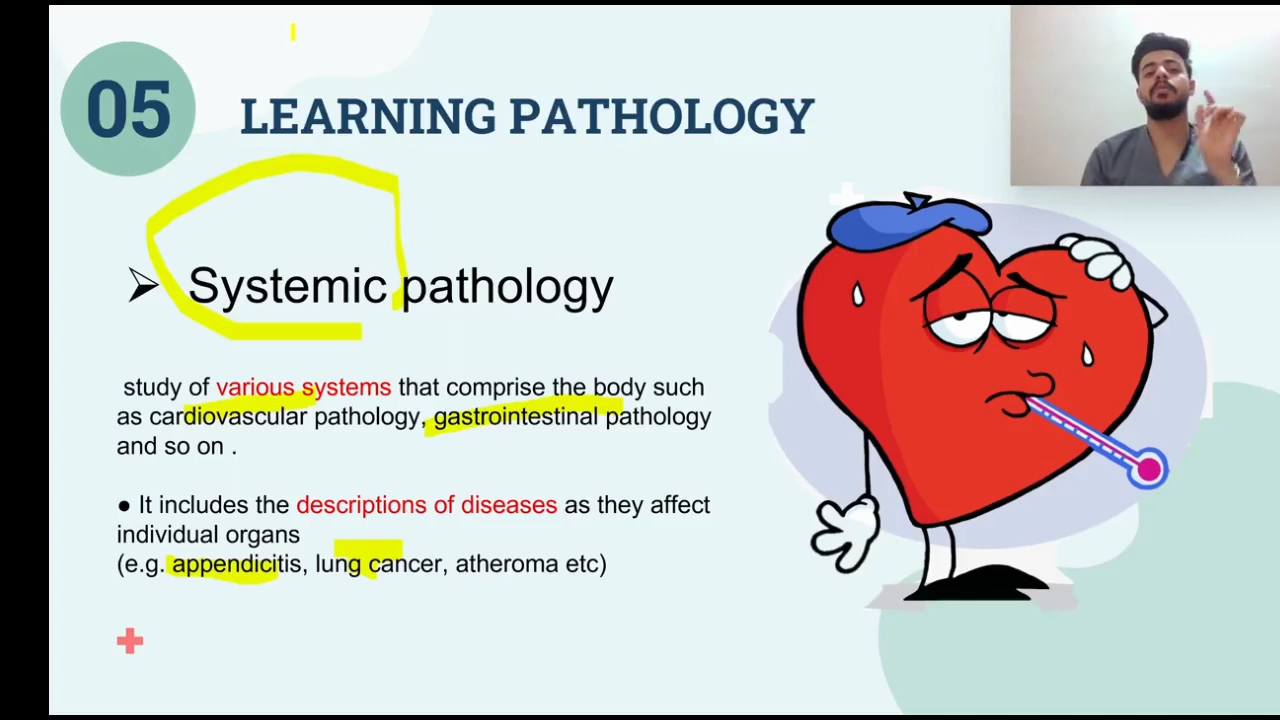 05
LEARNING PATHOLOGY
➢ Systemic pathology
study of various systems that comprise the body such
as cardiovascular pathology, gastrointestinal pathology
and so on .
● It includes the descriptions of diseases as they affect
individual organs
(e.g. appendicitis, lung cancer, atheroma etc)